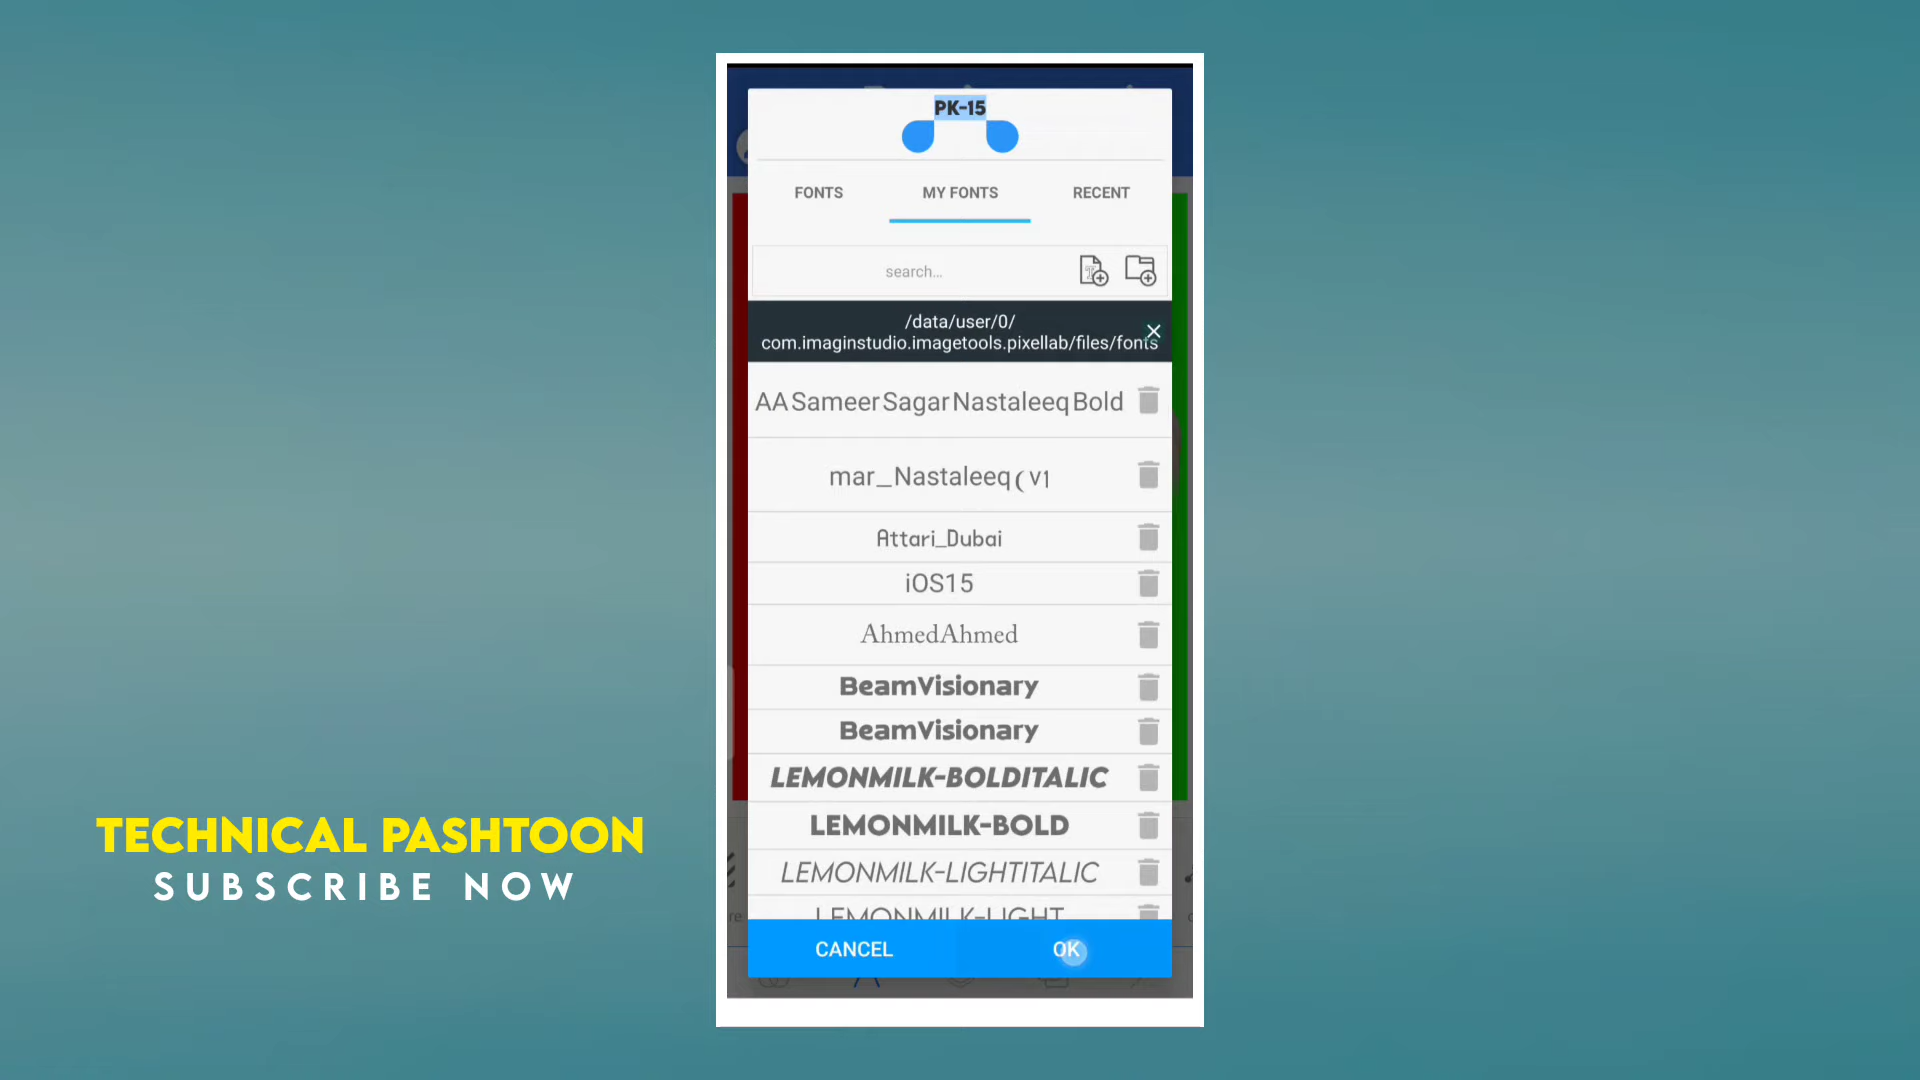 PK-15
FONTS MY FONTS RECENT
search...
/data/user/0/
com.imaginstudio.imagetools.pixellab/files/fonts
AA Sameer Sagar Nastaleeq Bold
mar_Nastaleeq(v1
Attari_Dubai
iOS15
AhmedAhmed
BeamVisionary
BeamVisionary
LEMONMILK-BOLDITALIC
LEMONMILK-BOLD
LEMONMILK-LIGHTITALIC
LEMONMILK-LIGHT
CANCEL OK
TECHNICAL PASHTOON
SUBSCRIBE NOW